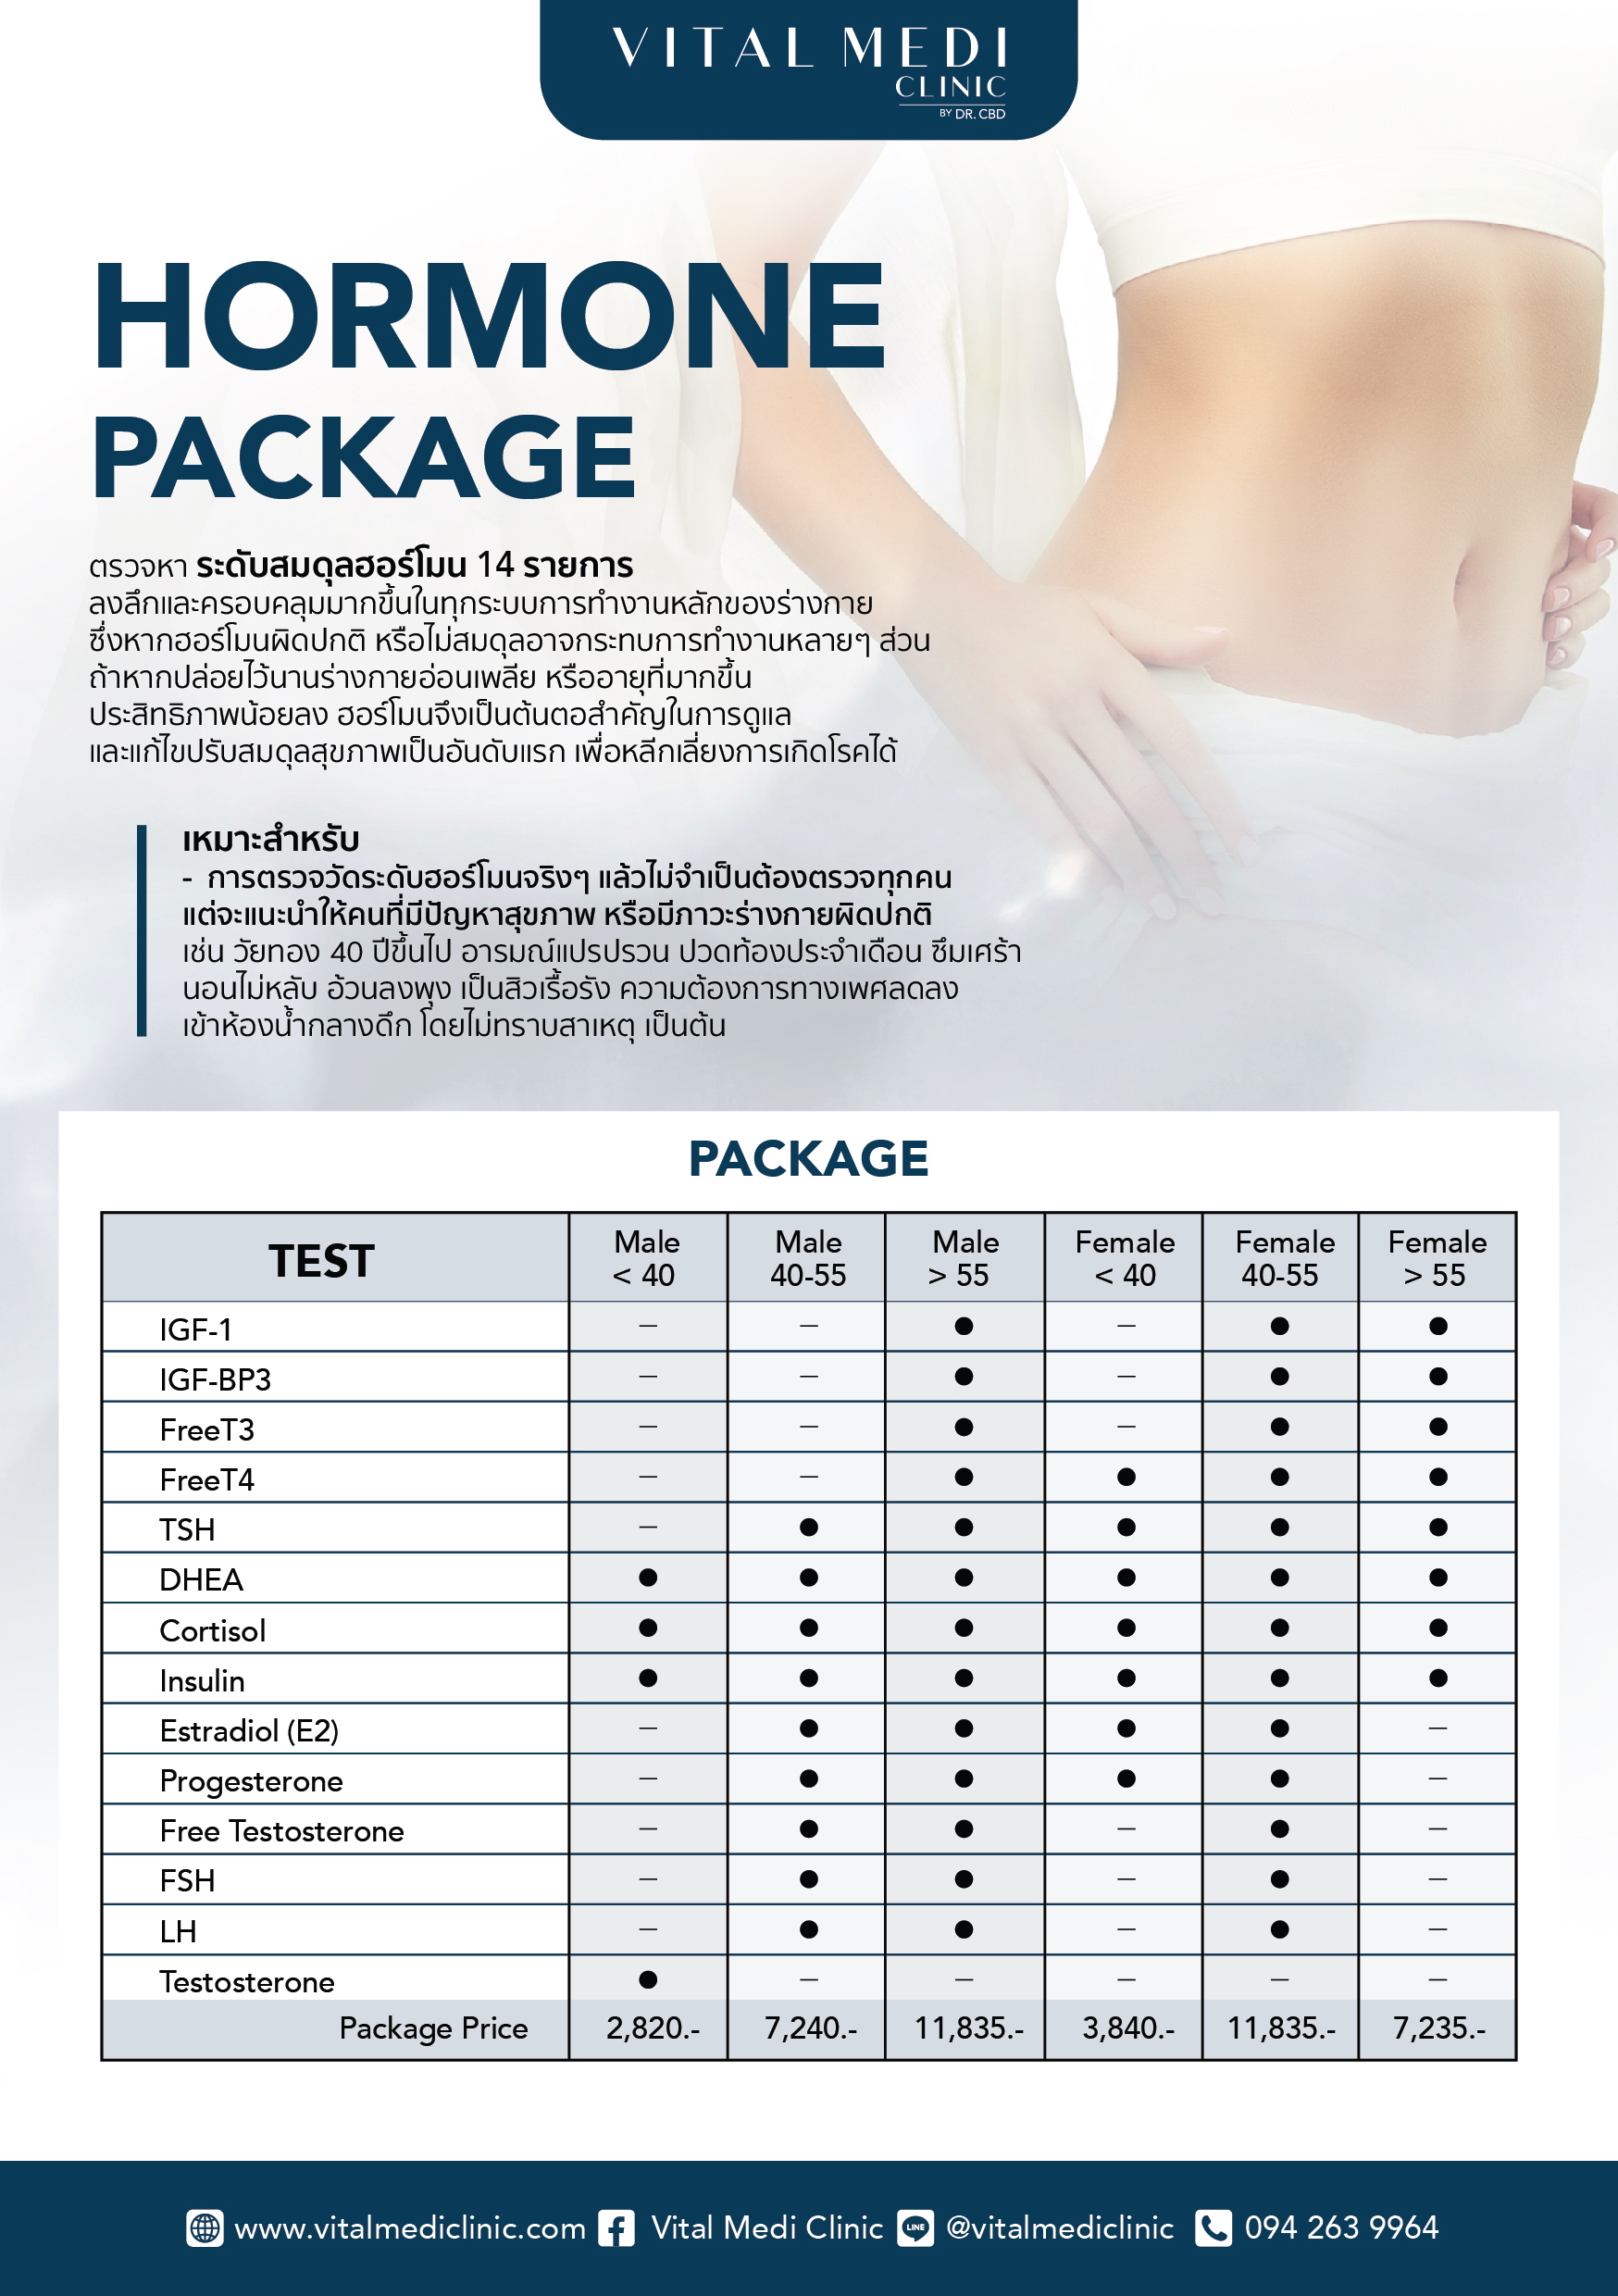 VITAL MEDI
CLINIC
BY DR. CBD
HORMONE
PACKAGE
ตรวจหา ระดับสมดุลฮอร์โมน 14 รายการ
ลงลึกและครอบคลุมมากขึ้นในทุกระบบการทำงานหลักของร่างกาย
ซึ่งหากฮอร์โมนผิดปกติ หรือไม่สมดุลอาจกระทบการทำงานหลายๆ ส่วน
ถ้าหากปล่อยไว้นานร่างกายอ่อนเพลีย หรืออายุที่มากขึ้น
ประสิทธิภาพน้อยลง ฮอร์โมนจึงเป็นต้นตอสำคัญในการดูแล
และแก้ไขปรับสมดุลสุขภาพเป็นอันดับแรก เพื่อหลีกเลี่ยงการเกิดโรคได้
เหมาะสำหรับ
- การตรวจวัดระดับฮอร์โมนจริงๆ แล้วไม่จำเป็นต้องตรวจทุกคน
แต่จะแนะนำให้คนที่มีปัญหาสุขภาพ หรือมีภาวะร่างกายผิดปกติ
เช่น วัยทอง 40 ปีขึ้นไป อารมณ์แปรปรวน ปวดท้องประจำเดือน ซึมเศร้า
นอนไม่หลับ อ้วนลงพุง เป็นสิวเรื้อรัง ความต้องการทางเพศลดลง
เข้าห้องน้ำกลางดึก โดยไม่ทราบสาเหตุ เป็นต้น
PACKAGE
TEST Male < 40 Male 40-55 Male > 55 Female < 40 Female 40-55 Female > 55
IGF-1 – – ● – ● ●
IGF-BP3 – – ● – ● ●
FreeT3 – – ● – ● ●
FreeT4 – – ● ● ● ●
TSH – ● ● ● ● ●
DHEA ● ● ● ● ● ●
Cortisol ● ● ● ● ● ●
Insulin ● ● ● ● ● ●
Estradiol (E2) – ● ● ● ● –
Progesterone – ● ● ● ● –
Free Testosterone – ● ● – ● –
FSH – ● ● – ● –
LH – ● ● – ● –
Testosterone ● – – – – –
Package Price 2,820.- 7,240.- 11,835.- 3,840.- 11,835.- 7,235.-
www.vitalmediclinic.com Vital Medi Clinic LINE @vitalmediclinic 094 263 9964